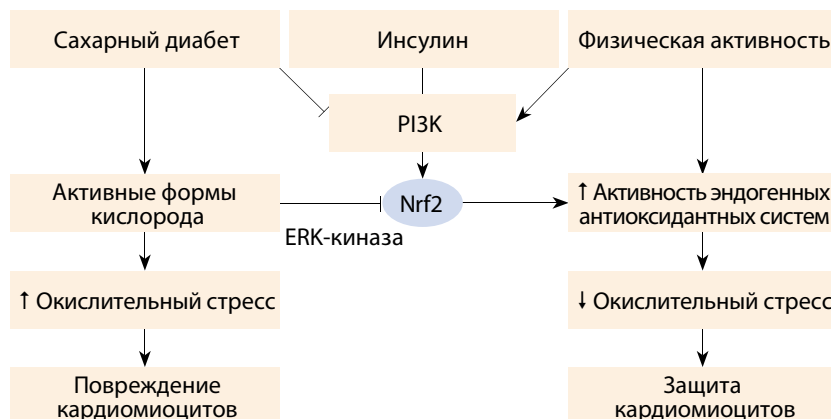 Сахарный диабет
Инсулин
Физическая активность
PI3K
Активные формы
кислорода
Nrf2
↑ Активность эндогенных
антиоксидантных систем
ERK-киназа
↑ Окислительный стресс
↓ Окислительный стресс
Повреждение
кардиомиоцитов
Защита
кардиомиоцитов